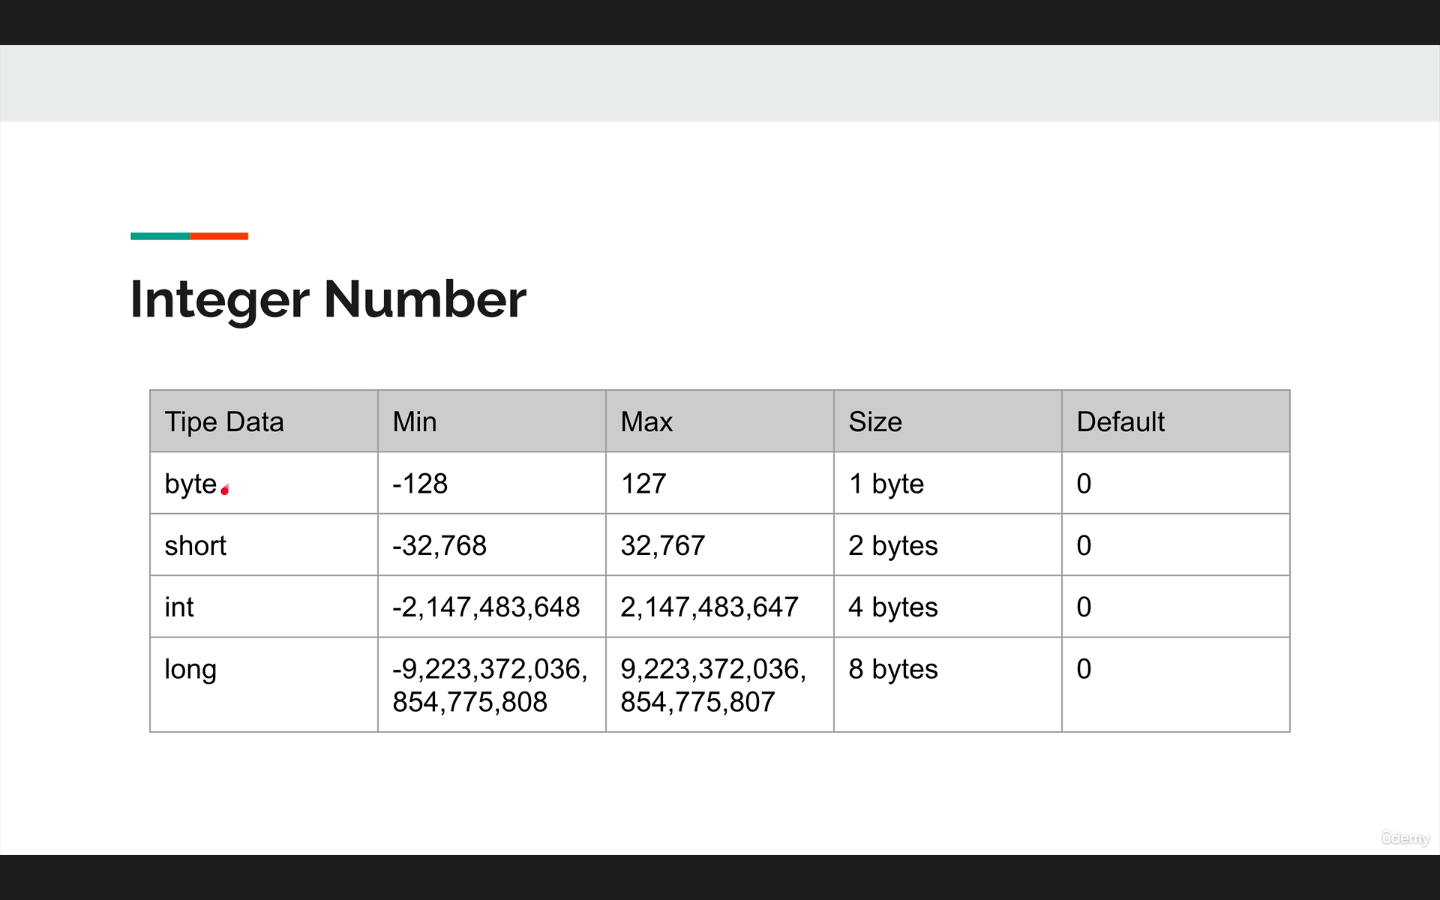 Integer Number
Tipe Data Min Max Size Default
byte -128 127 1 byte 0
short -32,768 32,767 2 bytes 0
int -2,147,483,648 2,147,483,647 4 bytes 0
long -9,223,372,036, 9,223,372,036, 8 bytes 0
854,775,808 854,775,807
ûdemy